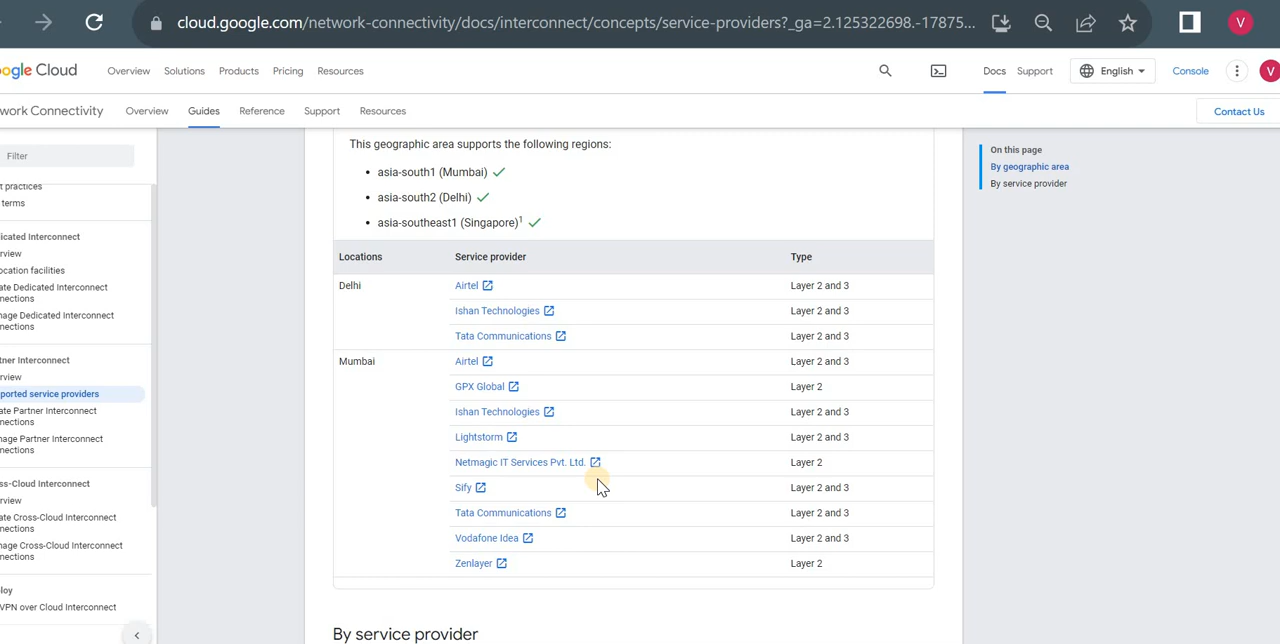 cloud.google.com/network-connectivity/docs/interconnect/concepts/service-providers?_ga=2.125322698.-17875...
V
ogle Cloud
Overview
Solutions
Products
Pricing
Resources
Docs
Support
English
Console
V
work Connectivity
Overview
Guides
Reference
Support
Resources
Contact Us
Filter
t practices
terms
icated Interconnect
rview
ocation facilities
ate Dedicated Interconnect
nections
nage Dedicated Interconnect
nections
tner Interconnect
rview
ported service providers
ate Partner Interconnect
nections
nage Partner Interconnect
nections
ss-Cloud Interconnect
rview
ate Cross-Cloud Interconnect
nections
nage Cross-Cloud Interconnect
nections
loy
VPN over Cloud Interconnect
This geographic area supports the following regions:
• asia-south1 (Mumbai)
• asia-south2 (Delhi)
• asia-southeast1 (Singapore)1
Locations Service provider Type
Delhi Airtel Layer 2 and 3
Ishan Technologies Layer 2 and 3
Tata Communications Layer 2 and 3
Mumbai Airtel Layer 2 and 3
GPX Global Layer 2
Ishan Technologies Layer 2 and 3
Lightstorm Layer 2 and 3
Netmagic IT Services Pvt. Ltd. Layer 2
Sify Layer 2 and 3
Tata Communications Layer 2 and 3
Vodafone Idea Layer 2 and 3
Zenlayer Layer 2
By service provider
On this page
By geographic area
By service provider